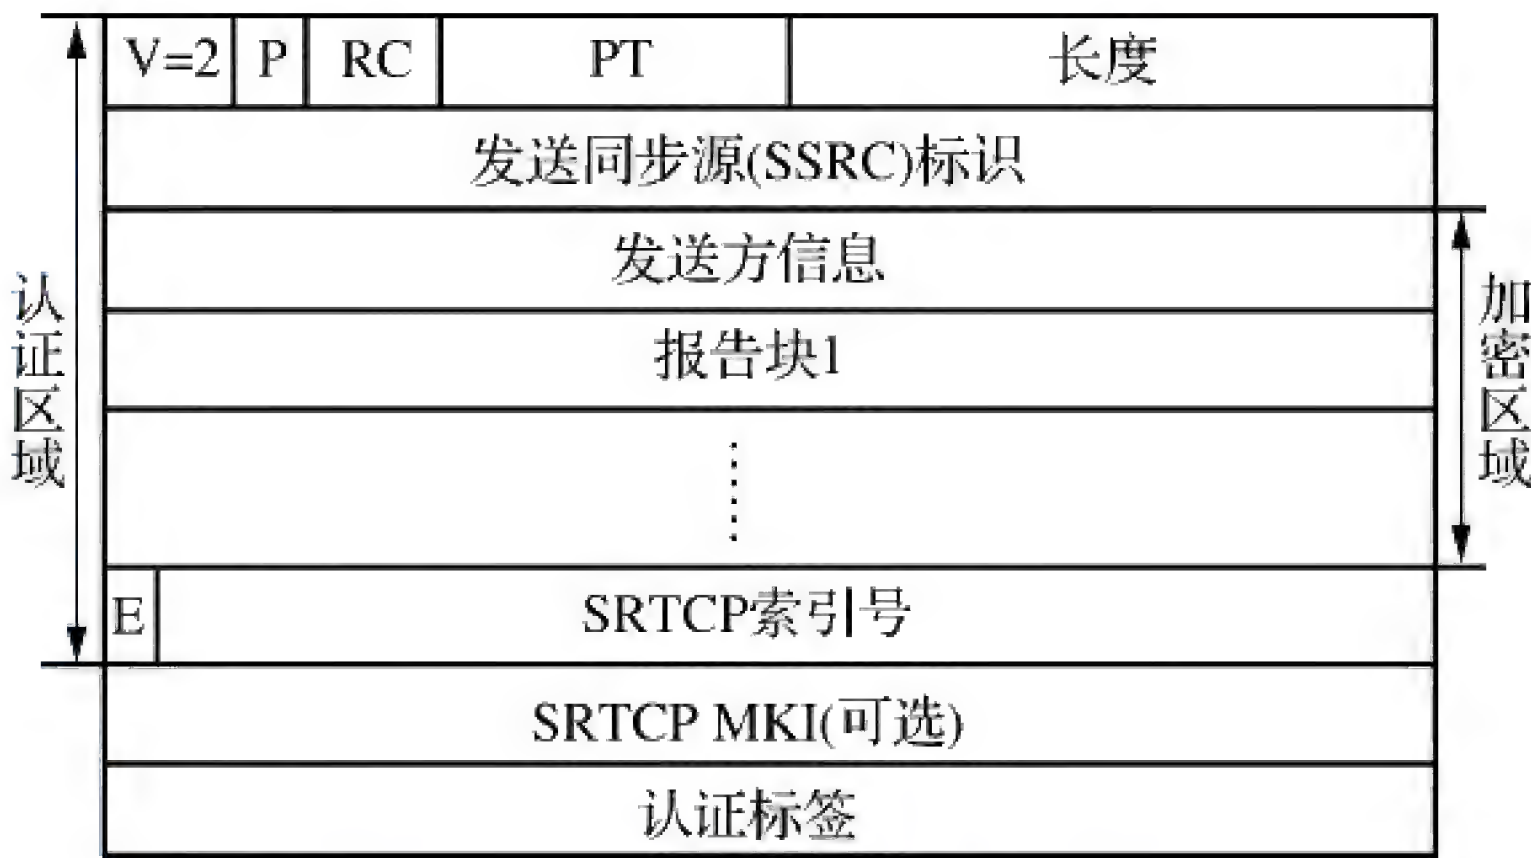 V=2 P RC PT 长度
发送同步源(SSRC)标识
发送方信息
报告块1
E SRTCP索引号
SRTCP MKI(可选)
认证标签
认证区域
加密区域